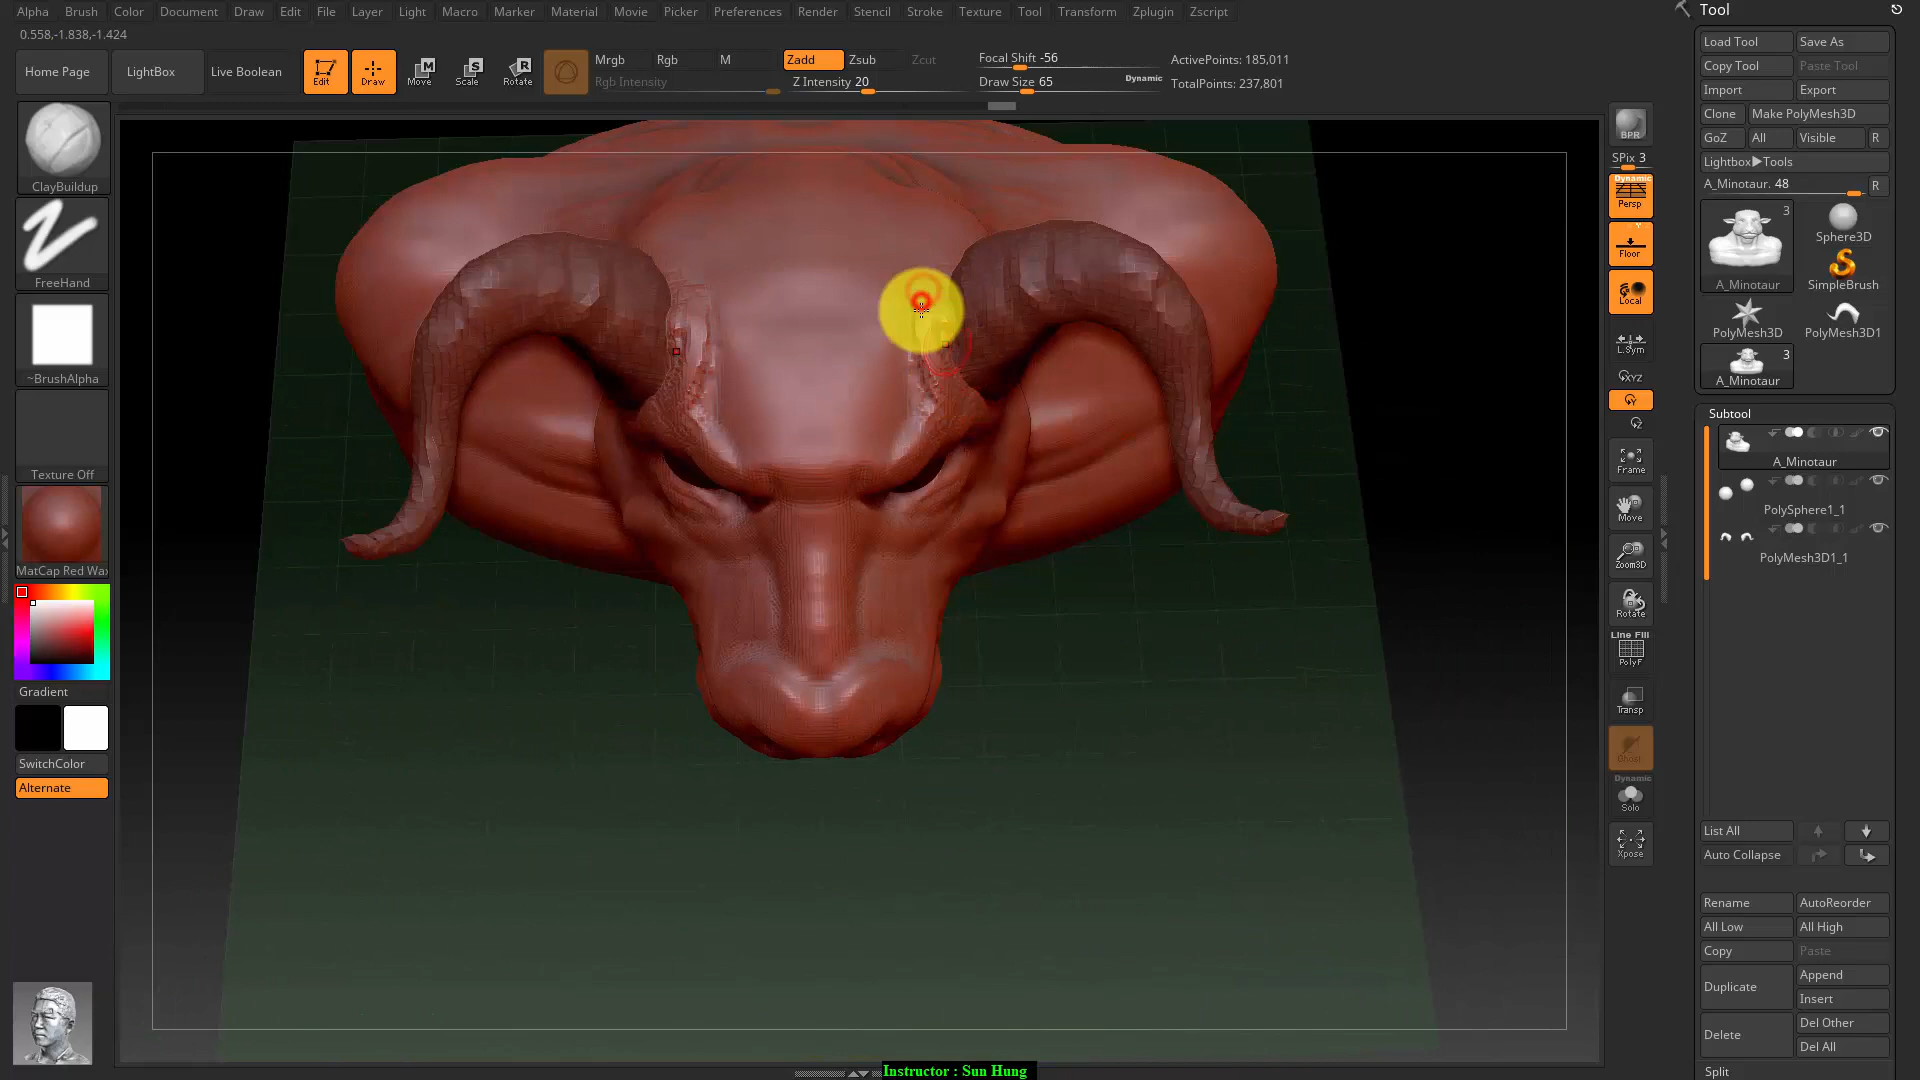 Alpha Brush Color Document Draw Edit File Layer Light Macro Marker Material Movie Picker Preferences Render Stencil Stroke Texture Tool Transform Zplugin Zscript
0.558,-1.838,-1.424
Home Page
LightBox
Live Boolean
Edit
Draw
Move
Scale
Rotate
Mrgb Rgb M
Rgb Intensity
Zadd Zsub Zcut
Z Intensity 20
Focal Shift -56
Draw Size 65
Dynamic
ActivePoints: 185,011
TotalPoints: 237,801
ClayBuildup
FreeHand
~BrushAlpha
Texture Off
MatCap Red Wax
Gradient
SwitchColor
Alternate
BPR
SPix 3
Dynamic
Persp
Floor
Local
L.Sym
XYZ
Y
Z
Frame
Move
Zoom3D
Rotate
Line Fill
PolyF
Transp
Ghost
Dynamic
Solo
Xpose
Tool
Load Tool Save As
Copy Tool Paste Tool
Import Export
Clone Make PolyMesh3D
GoZ All Visible R
Lightbox▶Tools
A_Minotaur. 48 R
3
A_Minotaur
Sphere3D
SimpleBrush
PolyMesh3D PolyMesh3D1
3
A_Minotaur
Subtool
A_Minotaur
PolySphere1_1
PolyMesh3D1_1
List All
Auto Collapse
Rename AutoReorder
All Low All High
Copy Paste
Duplicate Append
Insert
Delete Del Other
Del All
Split
Instructor : Sun Hung